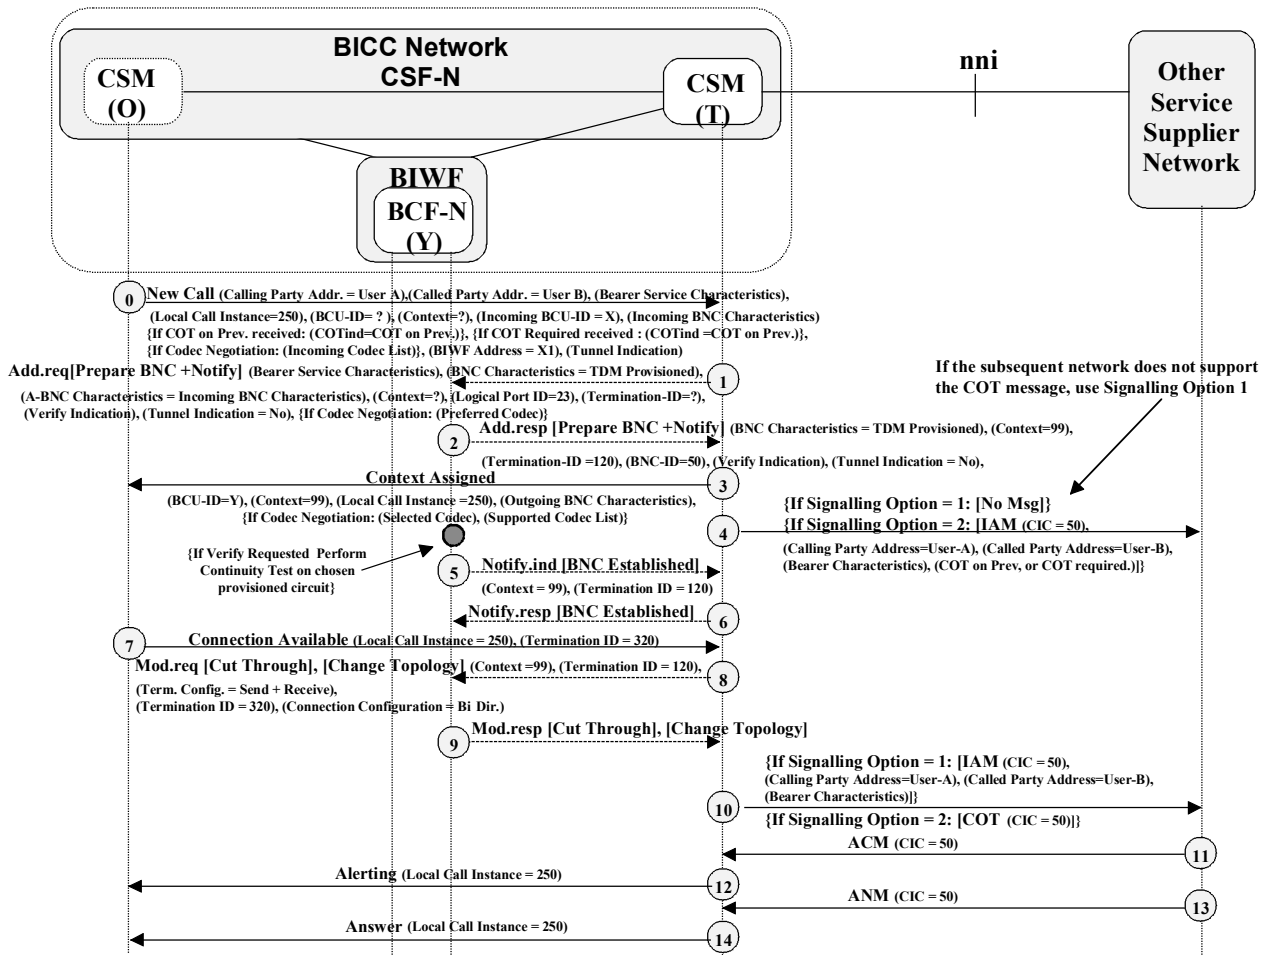 BICC Network
CSF-N
CSM
(O)
CSM
(T)
nni
Other
Service
Supplier
Network
BIWF
BCF-N
(Y)
0
New Call (Calling Party Addr. = User A),(Called Party Addr. = User B), (Bearer Service Characteristics),
(Local Call Instance=250), (BCU-ID= ? ), (Context=?), (Incoming BCU-ID = X), (Incoming BNC Characteristics)
{If COT on Prev. received: (COTind=COT on Prev.)}, {If COT Required received : (COTind =COT on Prev.)},
{If Codec Negotiation: (Incoming Codec List)}, (BIWF Address = X1), (Tunnel Indication)
Add.req[Prepare BNC +Notify] (Bearer Service Characteristics), (BNC Characteristics = TDM Provisioned),
1
(A-BNC Characteristics = Incoming BNC Characteristics), (Context=?), (Logical Port ID=23), (Termination-ID=?),
(Verify Indication), (Tunnel Indication = No), {If Codec Negotiation: (Preferred Codec)}
If the subsequent network does not support
the COT message, use Signalling Option 1
2
Add.resp [Prepare BNC +Notify] (BNC Characteristics = TDM Provisioned), (Context=99),
(Termination-ID =120), (BNC-ID=50), (Verify Indication), (Tunnel Indication = No),
Context Assigned
3
(BCU-ID=Y), (Context=99), (Local Call Instance =250), (Outgoing BNC Characteristics),
{If Codec Negotiation: (Selected Codec), (Supported Codec List)}
{If Signalling Option = 1: [No Msg]}
4
{If Signalling Option = 2: [IAM (CIC = 50),
(Calling Party Address=User-A), (Called Party Address=User-B),
(Bearer Characteristics), (COT on Prev, or COT required.)]}
{If Verify Requested Perform
Continuity Test on chosen
provisioned circuit}
5
Notify.ind [BNC Established]
(Context = 99), (Termination ID = 120)
Notify.resp [BNC Established]
6
7
Connection Available (Local Call Instance = 250), (Termination ID = 320)
Mod.req [Cut Through], [Change Topology] (Context =99), (Termination ID = 120),
8
(Term. Config. = Send + Receive),
(Termination ID = 320), (Connection Configuration = Bi Dir.)
9
Mod.resp [Cut Through], [Change Topology]
{If Signalling Option = 1: [IAM (CIC = 50),
(Calling Party Address=User-A), (Called Party Address=User-B),
(Bearer Characteristics)]}
10
{If Signalling Option = 2: [COT (CIC = 50)]}
ACM (CIC = 50)
11
Alerting (Local Call Instance = 250)
12
ANM (CIC = 50)
13
Answer (Local Call Instance = 250)
14